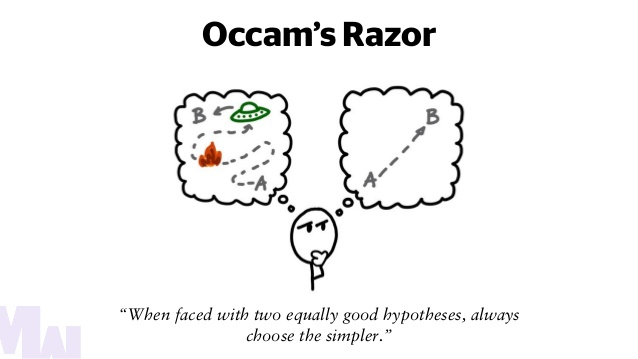 Occam's Razor
B
B
A
A
“When faced with two equally good hypotheses, always
choose the simpler.”